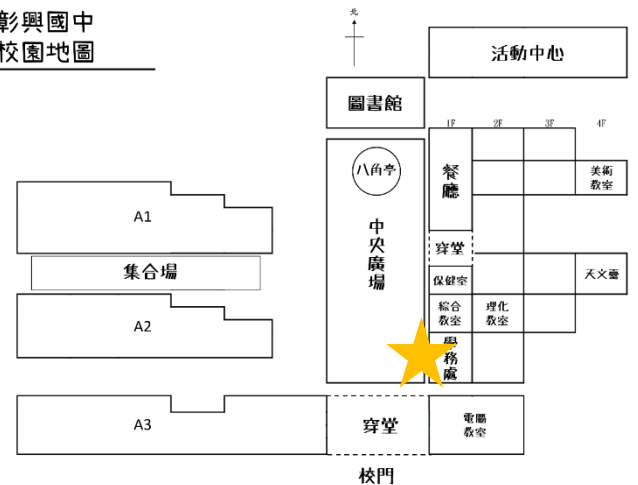 彰興國中
校園地圖
北
活動中心
圖書館
1F 2F 3F 4F
八角亭
餐廳
美術
教室
A1
中央廣場
穿堂
集合場
保健室
天文臺
綜合
教室
理化
教室
A2
學務處
A3
穿堂
電腦
教室
校門